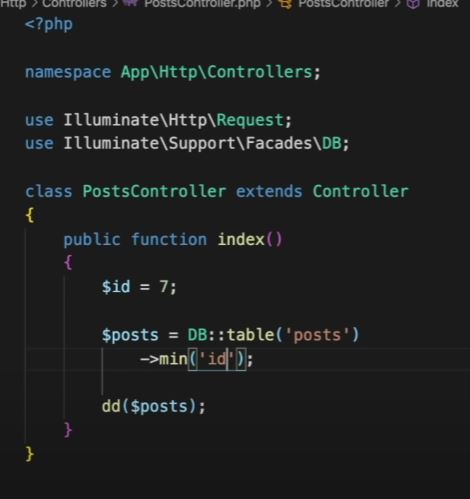 Http > Controllers > PostsController.php > PostsController > index
<?php
namespace App\Http\Controllers;
use Illuminate\Http\Request;
use Illuminate\Support\Facades\DB;
class PostsController extends Controller
{
public function index()
{
$id = 7;
$posts = DB::table('posts')
->min('id');
dd($posts);
}
}